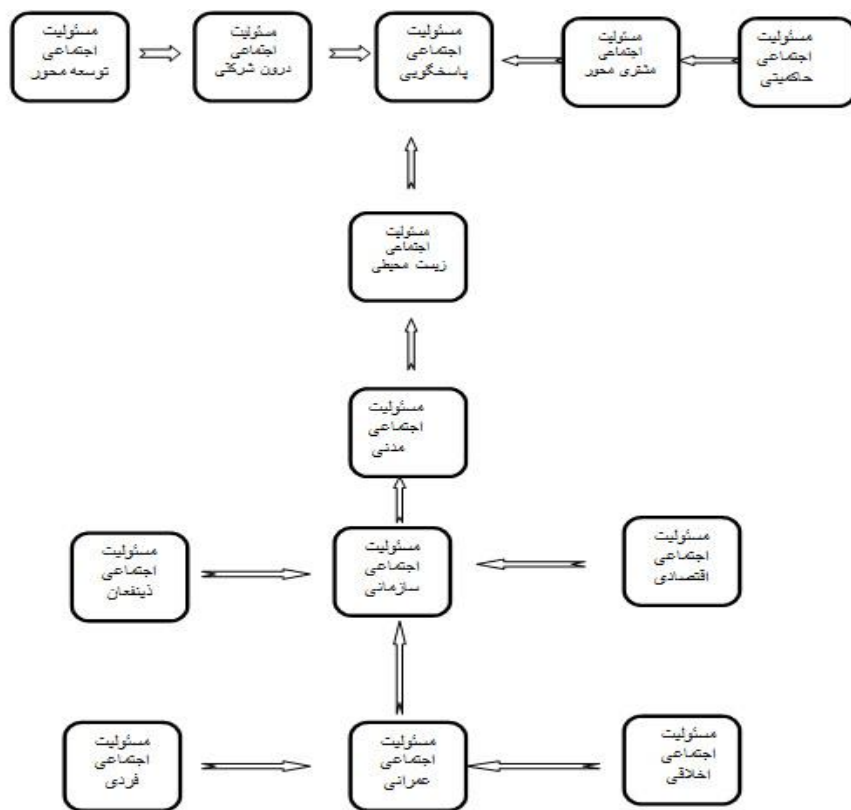 مسئولیت
اجتماعی
حاکمیتی
مسئولیت
اجتماعی
مشتری محور
مسئولیت
اجتماعی
پاسخگویی
مسئولیت
اجتماعی
درون شرکتی
مسئولیت
اجتماعی
توسعه محور
مسئولیت
اجتماعی
زیست محیطی
مسئولیت
اجتماعی
مدنی
مسئولیت
اجتماعی
اقتصادی
مسئولیت
اجتماعی
سازمانی
مسئولیت
اجتماعی
ذینفعان
مسئولیت
اجتماعی
اخلاقی
مسئولیت
اجتماعی
عمرانی
مسئولیت
اجتماعی
فردی